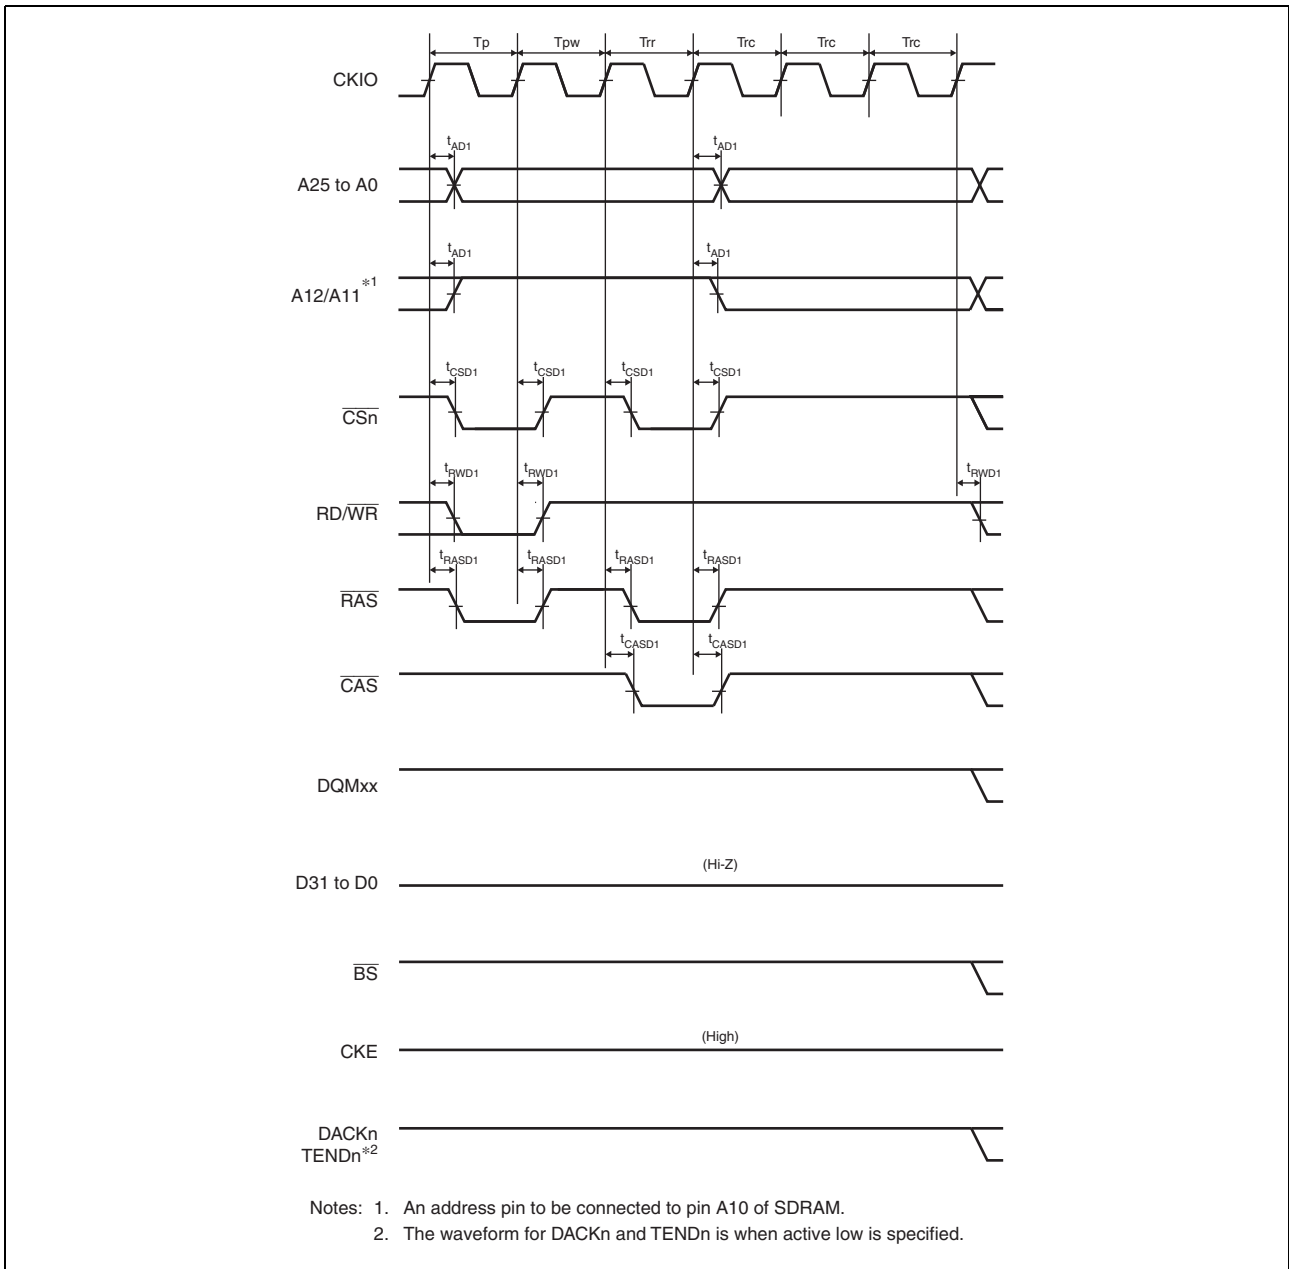 Tp Tpw Trr Trc Trc Trc
CKIO
tAD1 tAD1
A25 to A0
tAD1 tAD1
A12/A11*1
tCSD1 tCSD1 tCSD1 tCSD1
CSn
tRWD1 tRWD1 tRWD1
RD/WR
tRASD1 tRASD1 tRASD1 tRASD1
RAS
tCASD1 tCASD1
CAS
DQMxx
(Hi-Z)
D31 to D0
BS
(High)
CKE
DACKn
TENDn*2
Notes: 1. An address pin to be connected to pin A10 of SDRAM.
2. The waveform for DACKn and TENDn is when active low is specified.